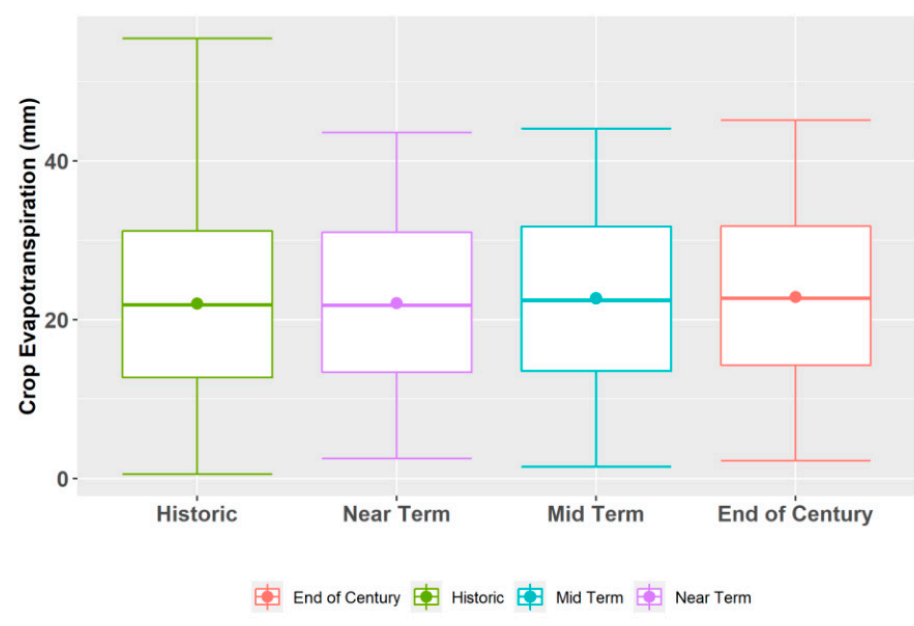 Crop Evapotranspiration (mm)
40
20
0
Historic Near Term Mid Term End of Century
End of Century Historic Mid Term Near Term